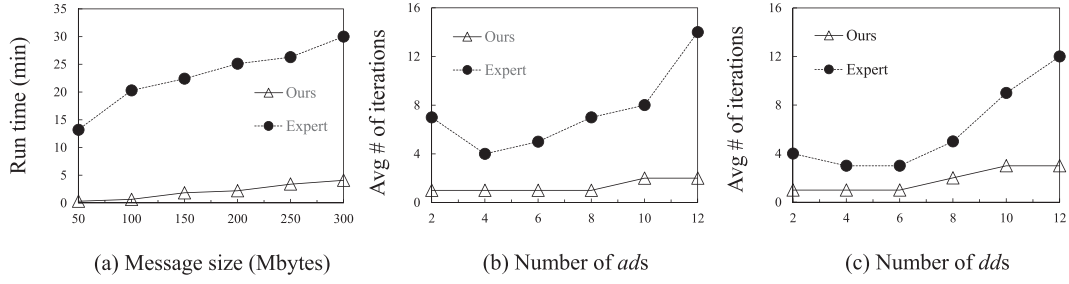 Run time (min)
35
30
25
20
15
10
5
0
50 100 150 200 250 300
Ours
Expert
(a) Message size (Mbytes)
Avg # of iterations
16
12
8
4
0
2 4 6 8 10 12
Ours
Expert
(b) Number of ads
Avg # of iterations
16
12
8
4
0
2 4 6 8 10 12
Ours
Expert
(c) Number of dds